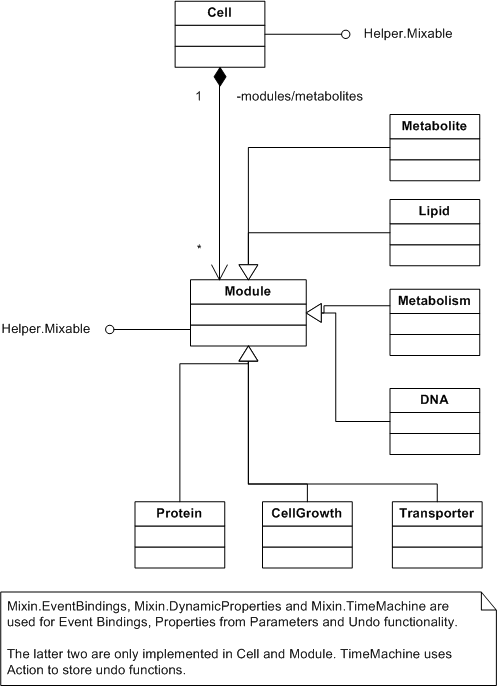 Cell
Helper.Mixable
1
-modules/metabolites
Metabolite
Lipid
*
Module
Metabolism
Helper.Mixable
DNA
Protein
CellGrowth
Transporter
Mixin.EventBindings, Mixin.DynamicProperties and Mixin.TimeMachine are
used for Event Bindings, Properties from Parameters and Undo functionality.
The latter two are only implemented in Cell and Module. TimeMachine uses
Action to store undo functions.